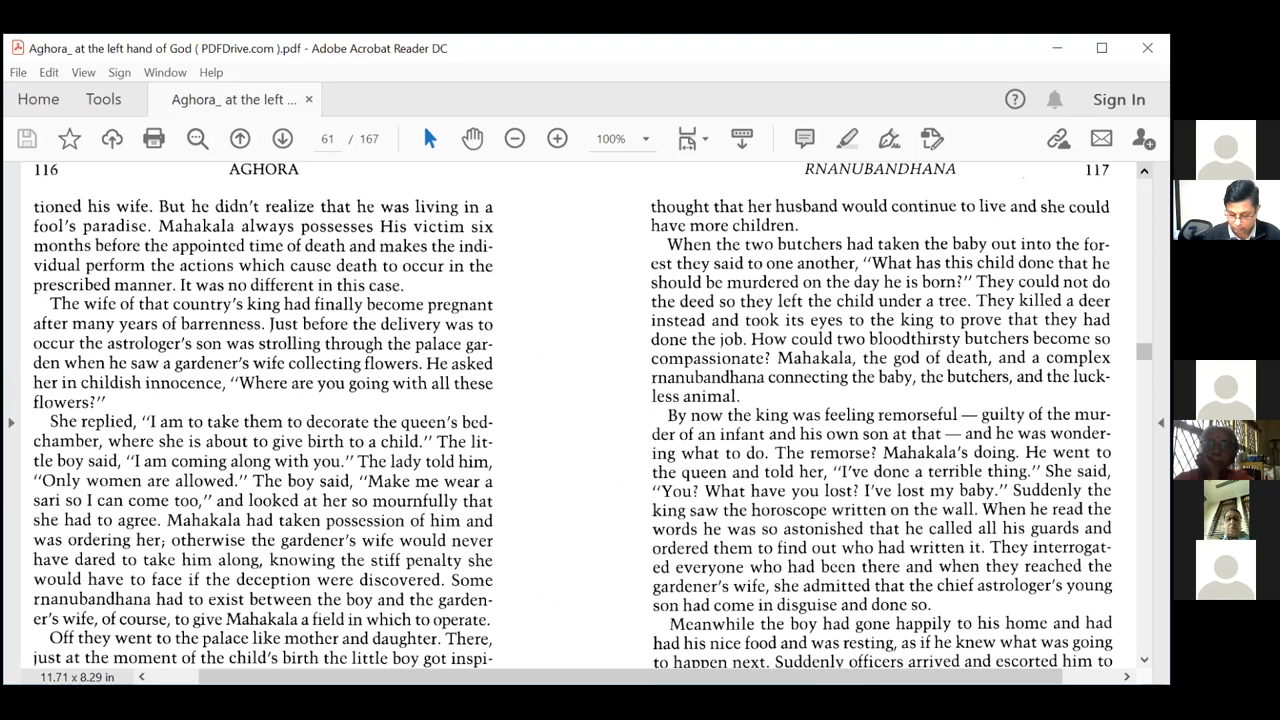 Aghora_ at the left hand of God ( PDFDrive.com ).pdf - Adobe Acrobat Reader DC
File Edit View Sign Window Help
Home Tools Aghora_ at the left ... × Sign In
61 / 167 100%
116 AGHORA
tioned his wife. But he didn't realize that he was living in a
fool's paradise. Mahakala always possesses His victim six
months before the appointed time of death and makes the indi-
vidual perform the actions which cause death to occur in the
prescribed manner. It was no different in this case.
The wife of that country's king had finally become pregnant
after many years of barrenness. Just before the delivery was to
occur the astrologer's son was strolling through the palace gar-
den when he saw a gardener's wife collecting flowers. He asked
her in childish innocence, "Where are you going with all these
flowers?"
She replied, "I am to take them to decorate the queen's bed-
chamber, where she is about to give birth to a child." The lit-
tle boy said, "I am coming along with you." The lady told him,
"Only women are allowed." The boy said, "Make me wear a
sari so I can come too," and looked at her so mournfully that
she had to agree. Mahakala had taken possession of him and
was ordering her; otherwise the gardener's wife would never
have dared to take him along, knowing the stiff penalty she
would have to face if the deception were discovered. Some
rnanubandhana had to exist between the boy and the garden-
er's wife, of course, to give Mahakala a field in which to operate.
Off they went to the palace like mother and daughter. There,
just at the moment of the child's birth the little boy got inspi-
RNANUBANDHANA 117
thought that her husband would continue to live and she could
have more children.
When the two butchers had taken the baby out into the for-
est they said to one another, "What has this child done that he
should be murdered on the day he is born?" They could not do
the deed so they left the child under a tree. They killed a deer
instead and took its eyes to the king to prove that they had
done the job. How could two bloodthirsty butchers become so
compassionate? Mahakala, the god of death, and a complex
rnanubandhana connecting the baby, the butchers, and the luck-
less animal.
By now the king was feeling remorseful — guilty of the mur-
der of an infant and his own son at that — and he was wonder-
ing what to do. The remorse? Mahakala's doing. He went to
the queen and told her, "I've done a terrible thing." She said,
"You? What have you lost? I've lost my baby." Suddenly the
king saw the horoscope written on the wall. When he read the
words he was so astonished that he called all his guards and
ordered them to find out who had written it. They interrogat-
ed everyone who had been there and when they reached the
gardener's wife, she admitted that the chief astrologer's young
son had come in disguise and done so.
Meanwhile the boy had gone happily to his home and had
had his nice food and was resting, as if he knew what was going
to happen next. Suddenly officers arrived and escorted him to
11.71 x 8.29 in